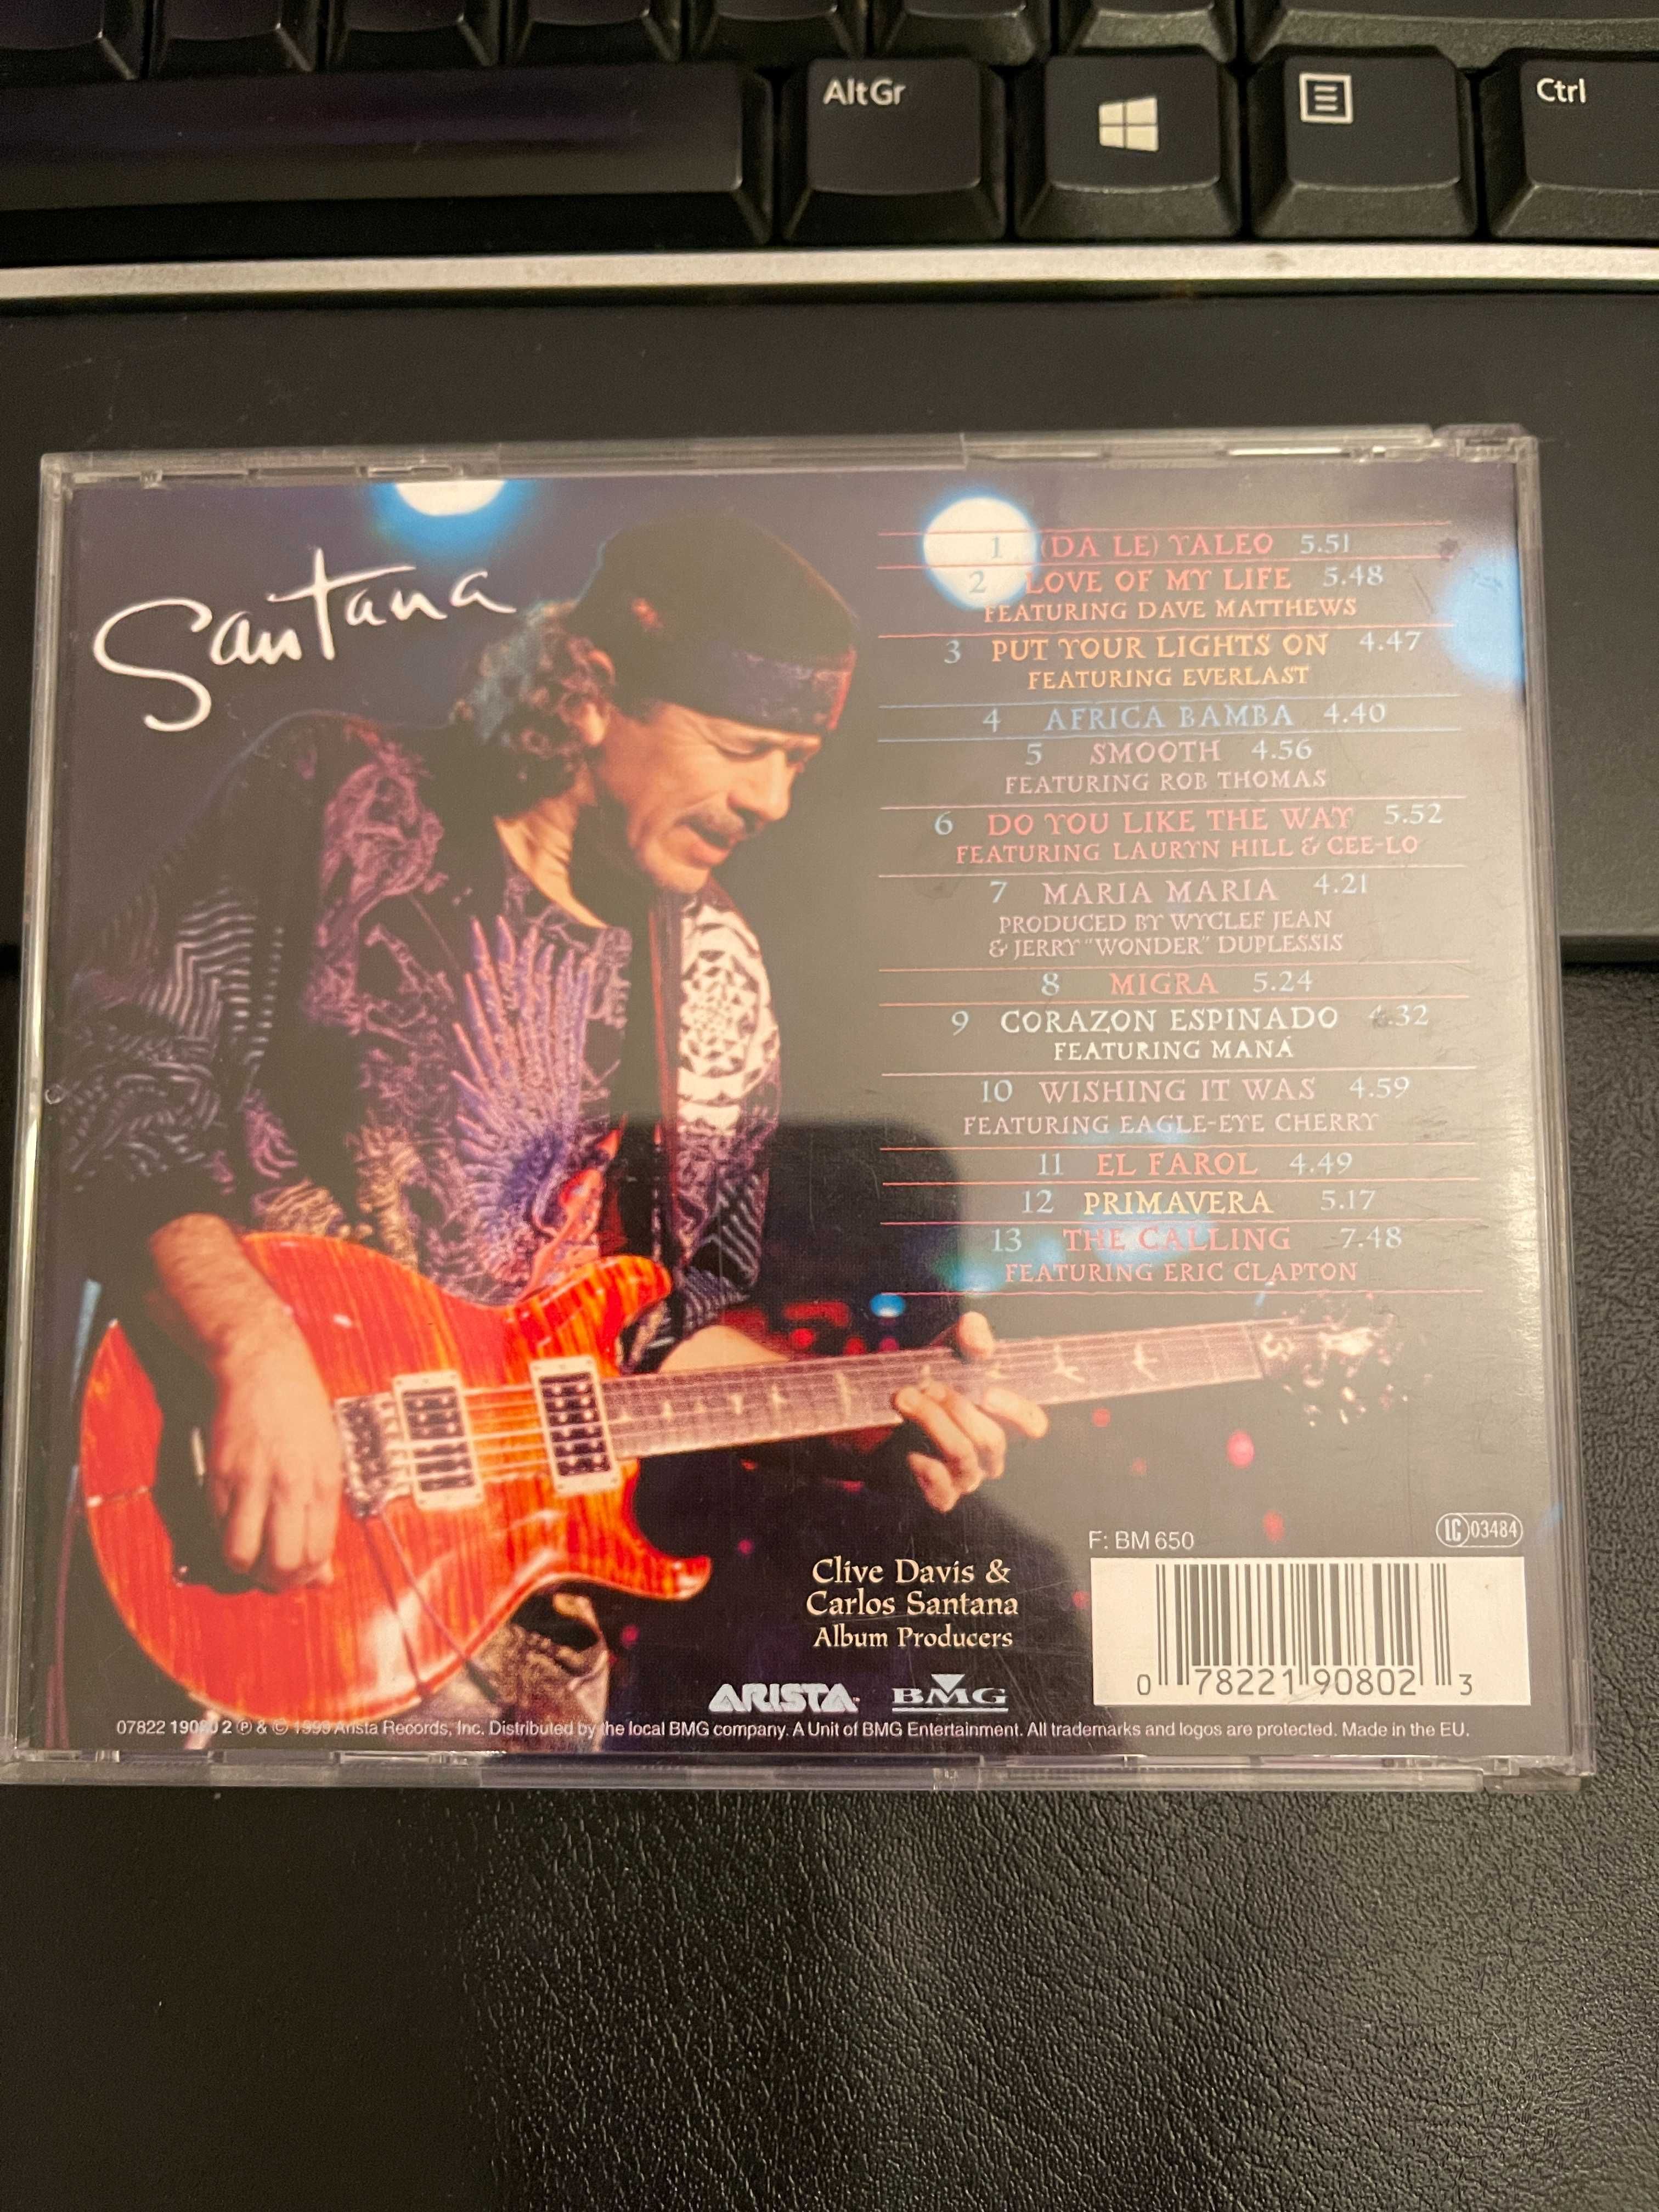 AltGr
Ctrl
Santana
1 (DA LE) YALEO 5.51
2 LOVE OF MY LIFE 5.48
FEATURING DAVE MATTHEWS
3 PUT YOUR LIGHTS ON 4.47
FEATURING EVERLAST
4 AFRICA BAMBA 4.40
5 SMOOTH 4.56
FEATURING ROB THOMAS
6 DO YOU LIKE THE WAY 5.52
FEATURING LAURYN HILL & CEE-LO
7 MARIA MARIA 4.21
PRODUCED BY WYCLEF JEAN
& JERRY "WONDER" DUPLESSIS
8 MIGRA 5.24
9 CORAZON ESPINADO 4.32
FEATURING MANÁ
10 WISHING IT WAS 4.59
FEATURING EAGLE-EYE CHERRY
11 EL FAROL 4.49
12 PRIMAVERA 5.17
13 THE CALLING 7.48
FEATURING ERIC CLAPTON
F: BM 650
LC 03484
Clive Davis &
Carlos Santana
Album Producers
ARISTA™ BMG
0 78221 90802 3
07822 19080 2 ℗ & © 1999 Arista Records, Inc. Distributed by the local BMG company. A Unit of BMG Entertainment. All trademarks and logos are protected. Made in the EU.